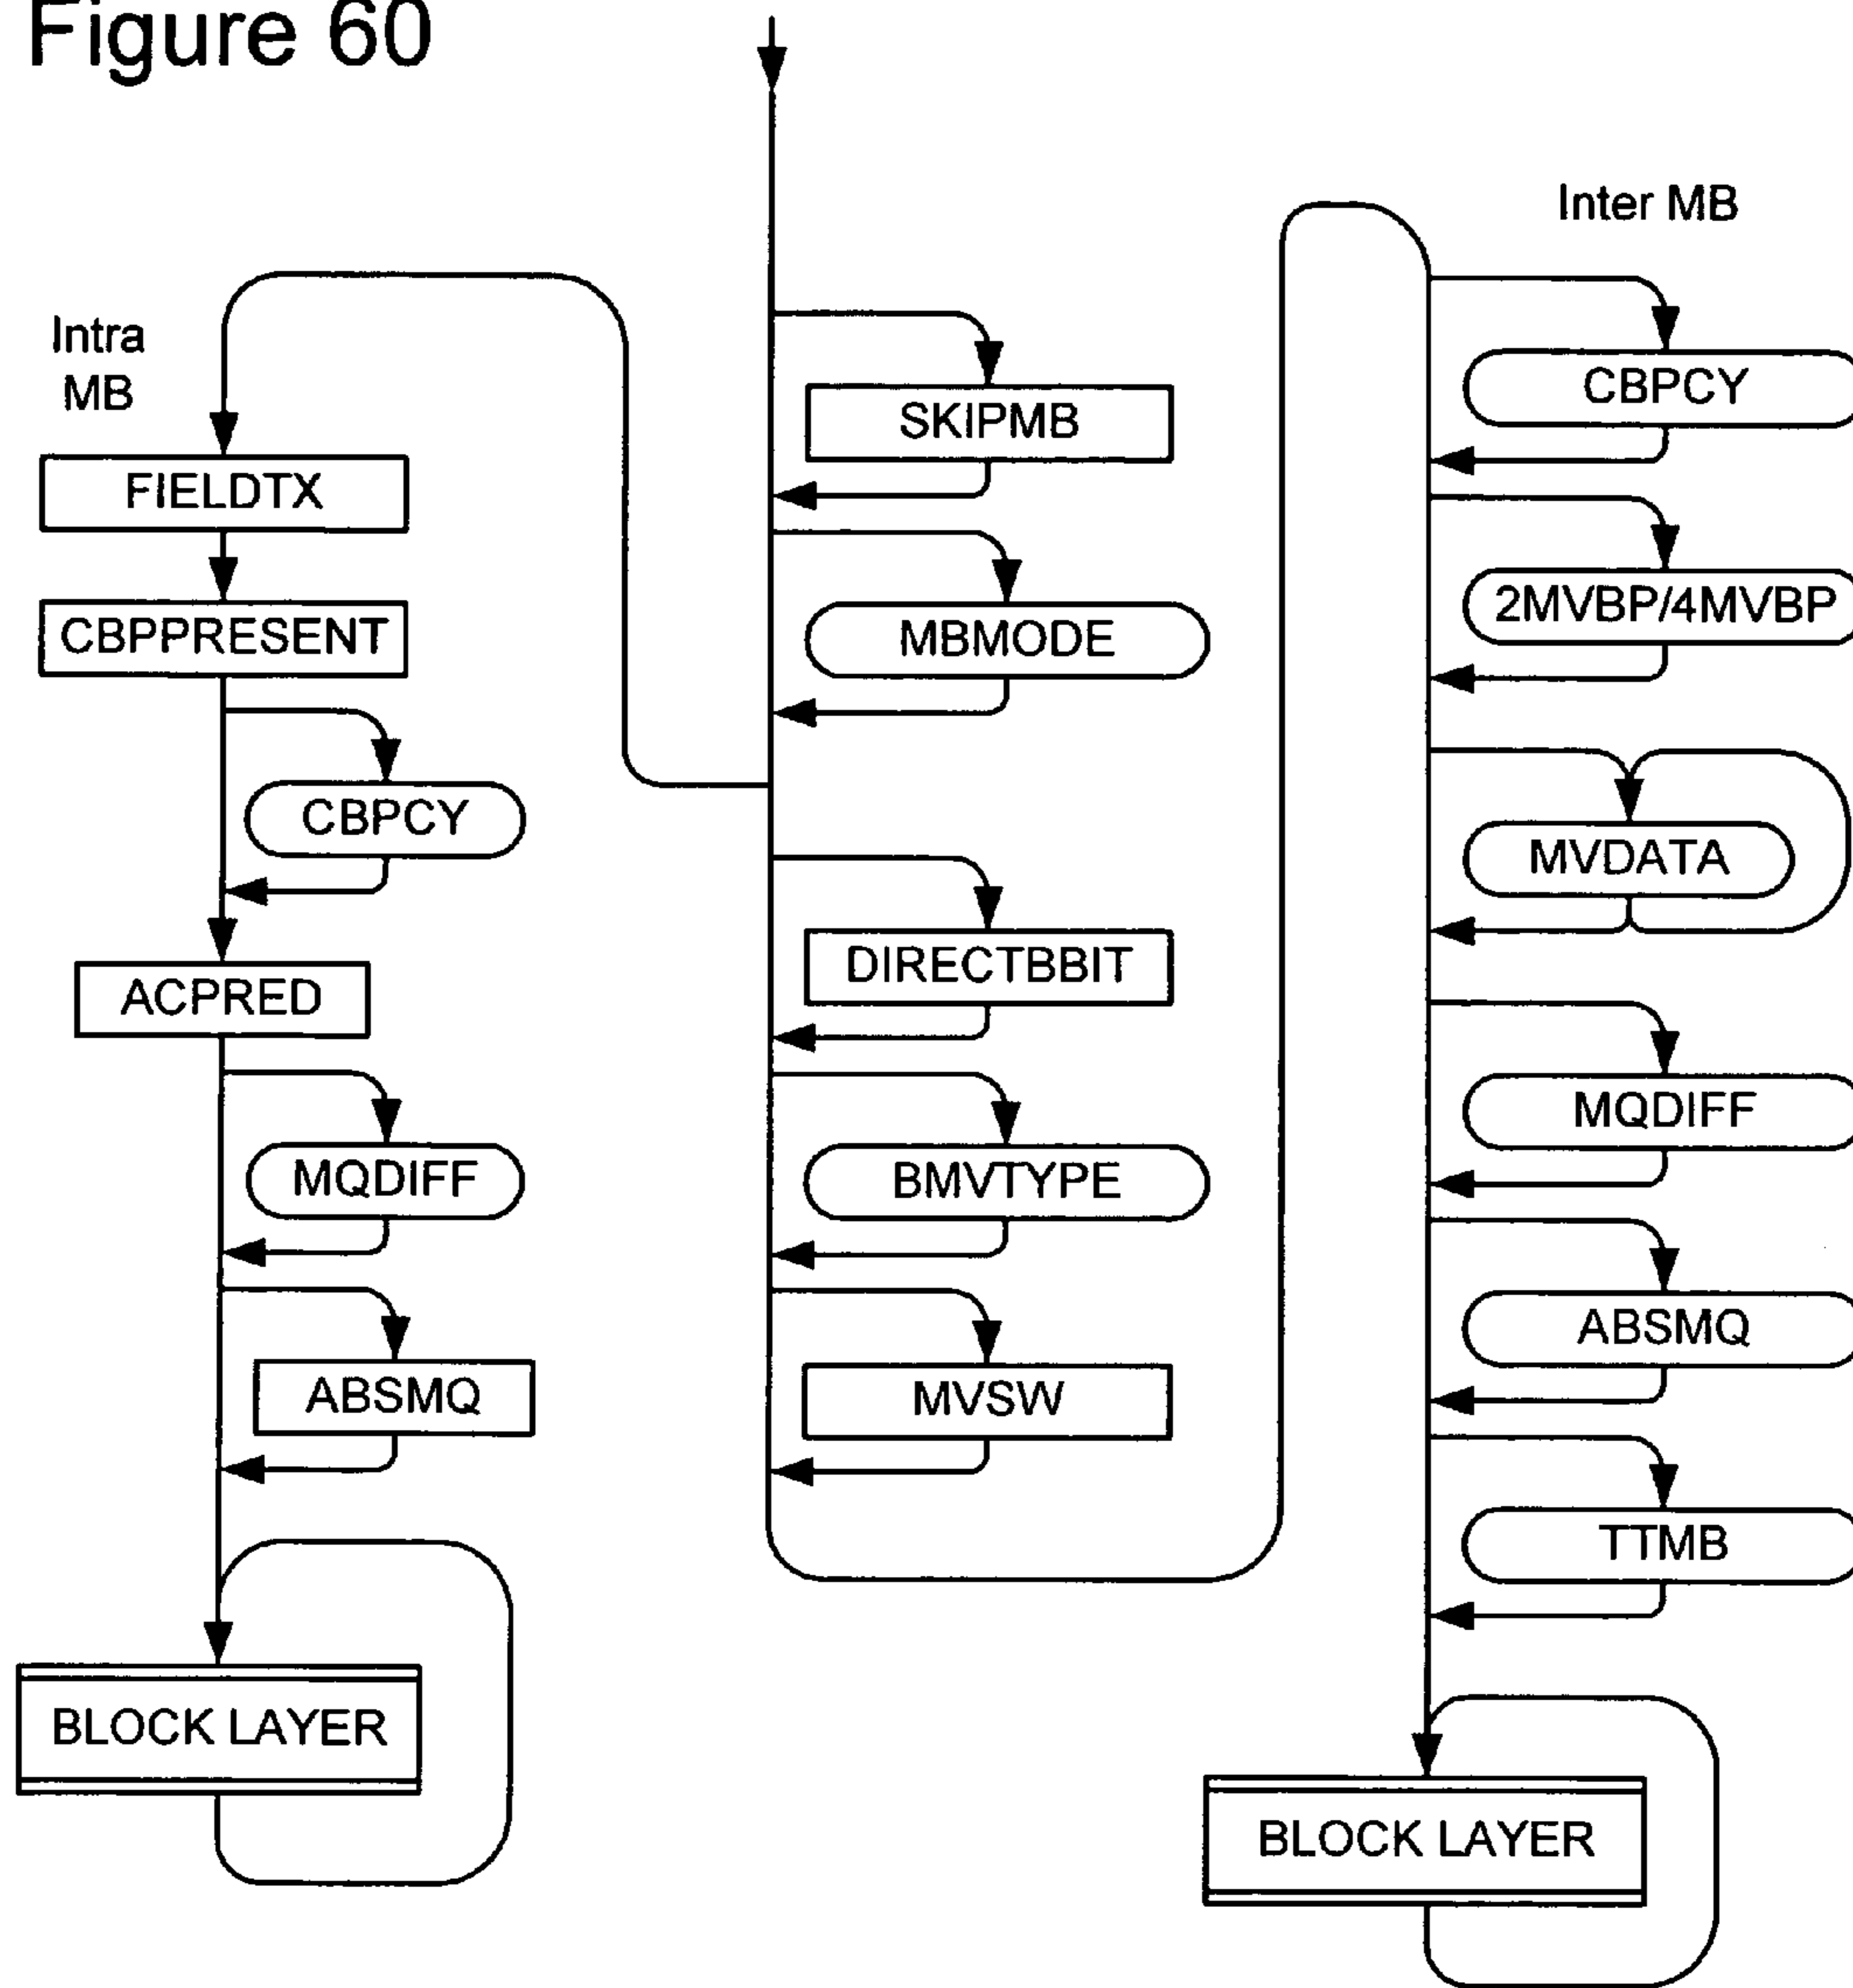 Figure 60
Intra
MB
FIELDTX
CBPPRESENT
CBPCY
ACPRED
MQDIFF
ABSMQ
BLOCK LAYER
SKIPMB
MBMODE
DIRECTBBIT
BMVTYPE
MVSW
Inter MB
CBPCY
2MVBP/4MVBP
MVDATA
MQDIFF
ABSMQ
TTMB
BLOCK LAYER